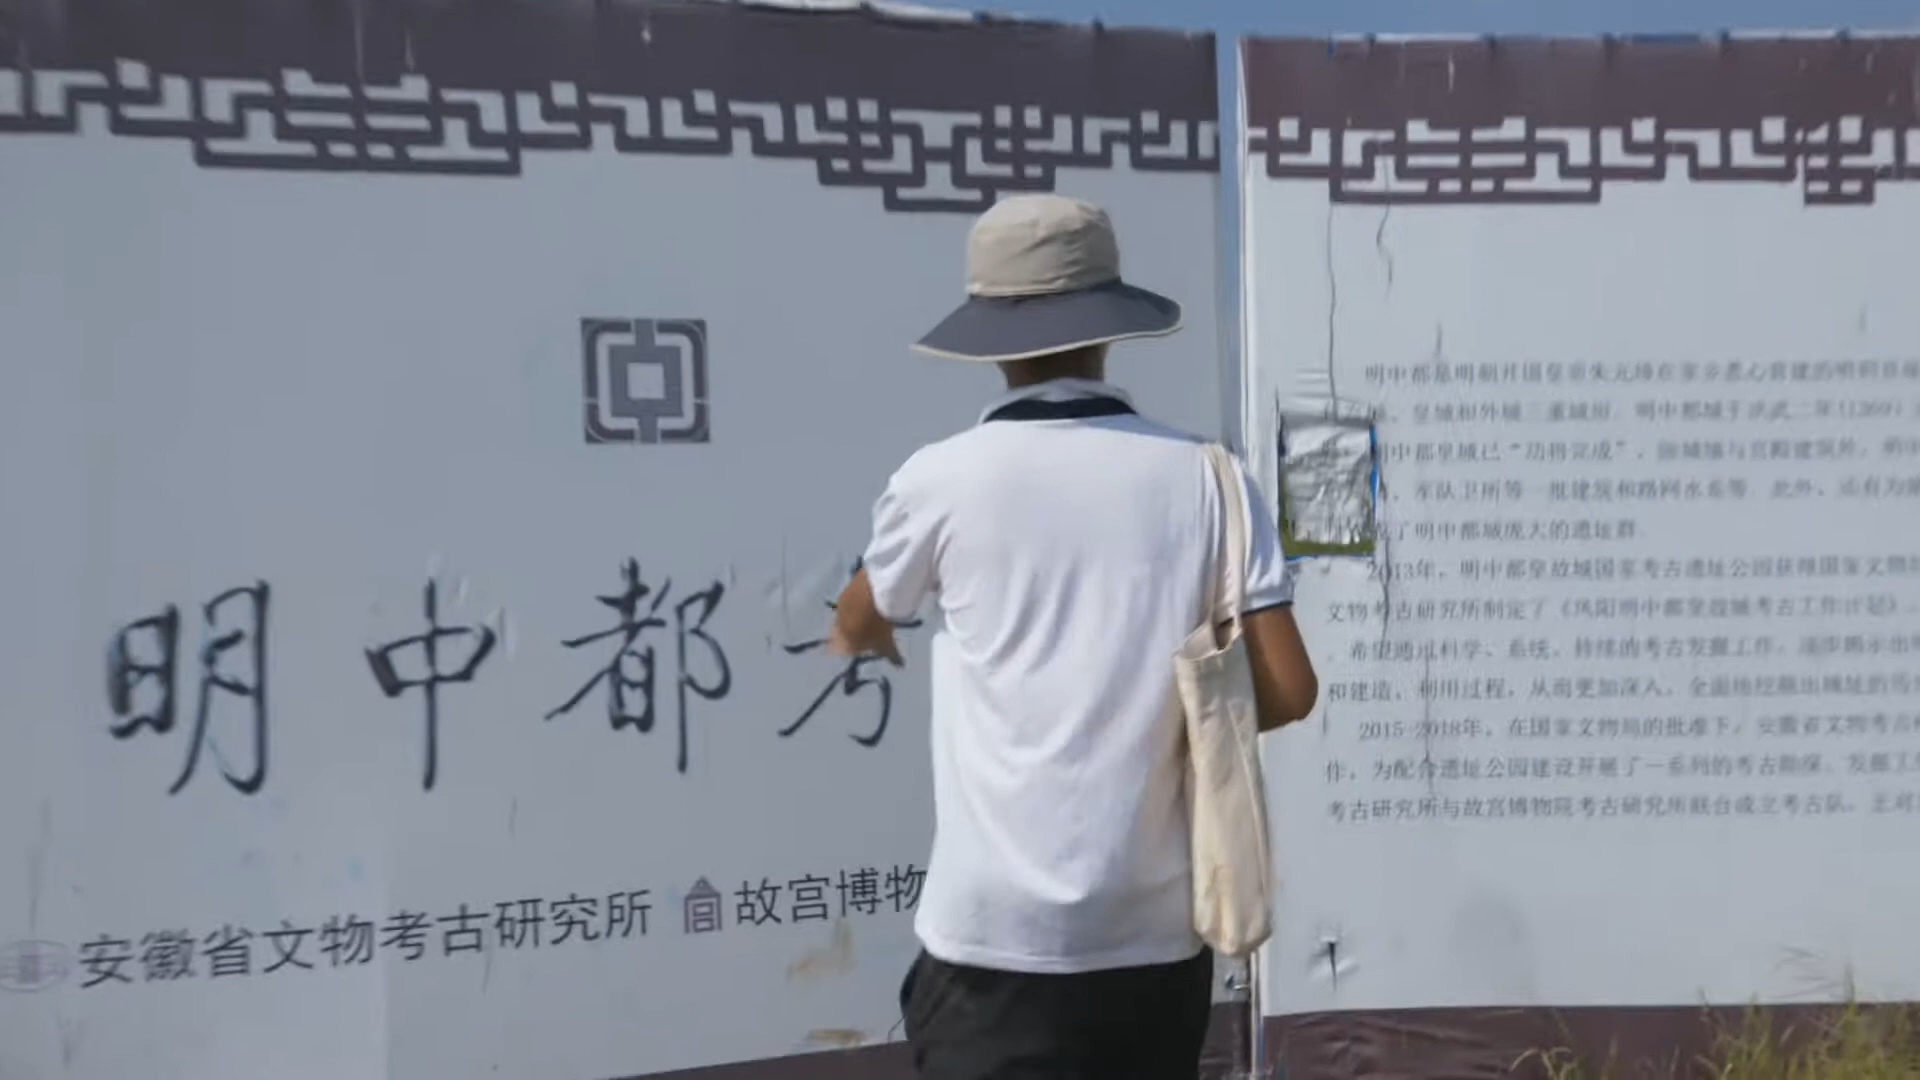 明中都考
安徽省文物考古研究所 故宫博物
明中都是明朝开国皇帝朱元璋在家乡悉心营建的明朝首
、皇城和外城三重城垣。明中都城于洪武二年(1369)
明中都皇城已“功将完成”。除城墙与宫殿建筑外，
、军队卫所等一批建筑和路网水系等。此外，还有为
了明中都城庞大的遗址群。
2013年，明中都皇故城国家考古遗址公园获得国家文物
文物考古研究所制定了《凤阳明中都皇故城考古工作计划》，
，希望通过科学、系统、持续的考古发掘工作，逐步揭示出
和建造、利用过程，从而更加深入、全面地挖掘出城址的
2015-2018年，在国家文物局的批准下，安徽省文物考古
作，为配合遗址公园建设开展了一系列的考古勘探、发掘工
考古研究所与故宫博物院考古研究所联合成立考古队，主对